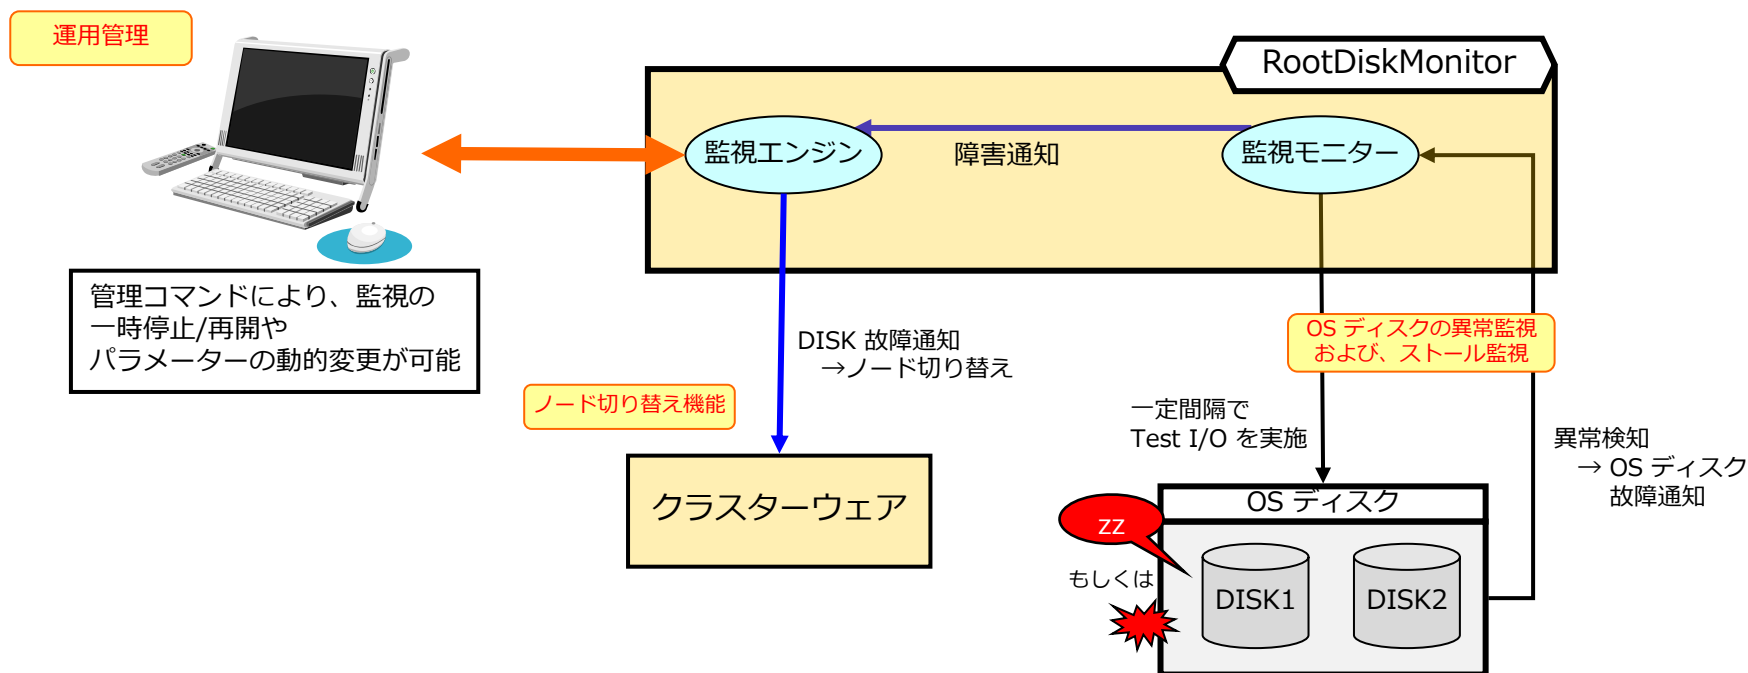 運用管理
RootDiskMonitor
監視エンジン
障害通知
監視モニター
管理コマンドにより、監視の
一時停止/再開や
パラメーターの動的変更が可能
DISK 故障通知
→ノード切り替え
OS ディスクの異常監視
および、ストール監視
ノード切り替え機能
一定間隔で
Test I/O を実施
異常検知
→ OS ディスク
故障通知
クラスターウェア
OS ディスク
zz
もしくは
DISK1
DISK2